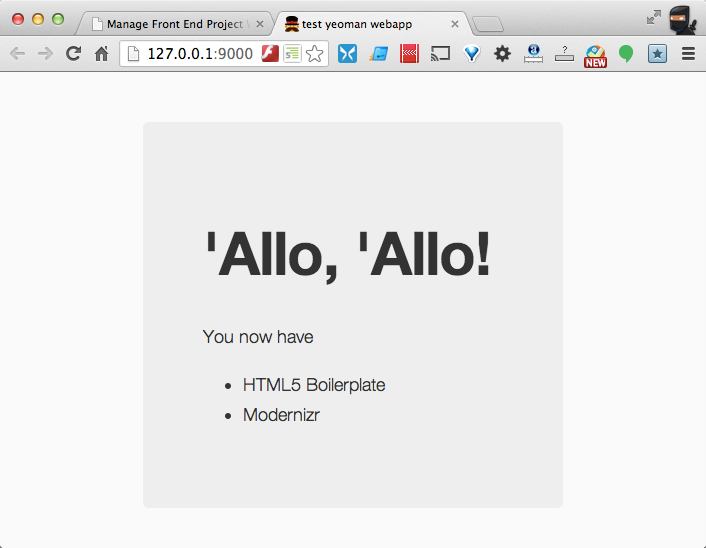 Manage Front End Project
test yeoman webapp
127.0.0.1:9000
?
NEW
'Allo, 'Allo!
You now have
• HTML5 Boilerplate
• Modernizr